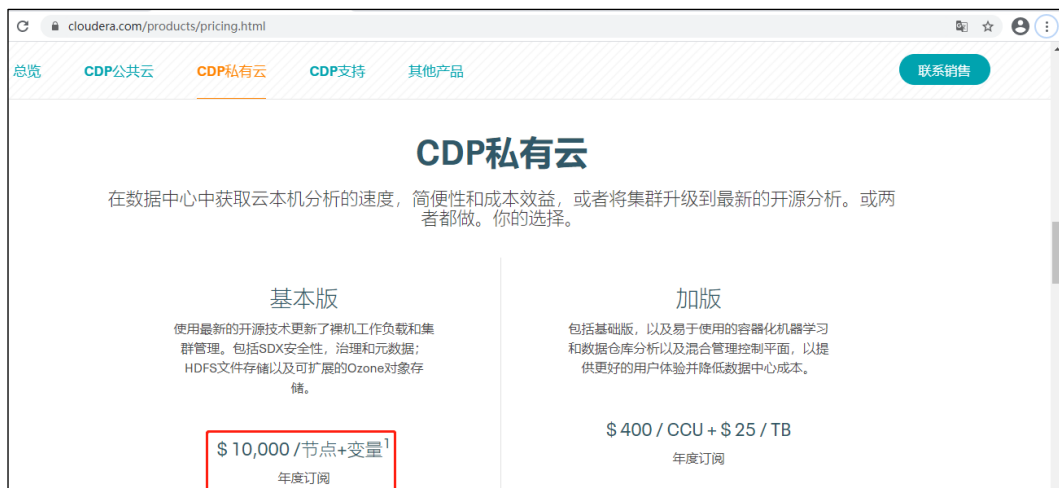 cloudera.com/products/pricing.html
总览 CDP公共云 CDP私有云 CDP支持 其他产品 联系销售
CDP私有云
在数据中心中获取云本机分析的速度，简便性和成本效益，或者将集群升级到最新的开源分析。或两
者都做。你的选择。
基本版
使用最新的开源技术更新了裸机工作负载和集
群管理。包括SDX安全性，治理和元数据；
HDFS文件存储以及可扩展的Ozone对象存
储。
$ 10,000 /节点+变量1
年度订阅
加版
包括基础版，以及易于使用的容器化机器学习
和数据仓库分析以及混合管理控制平面，以提
供更好的用户体验并降低数据中心成本。
$ 400 / CCU + $ 25 / TB
年度订阅